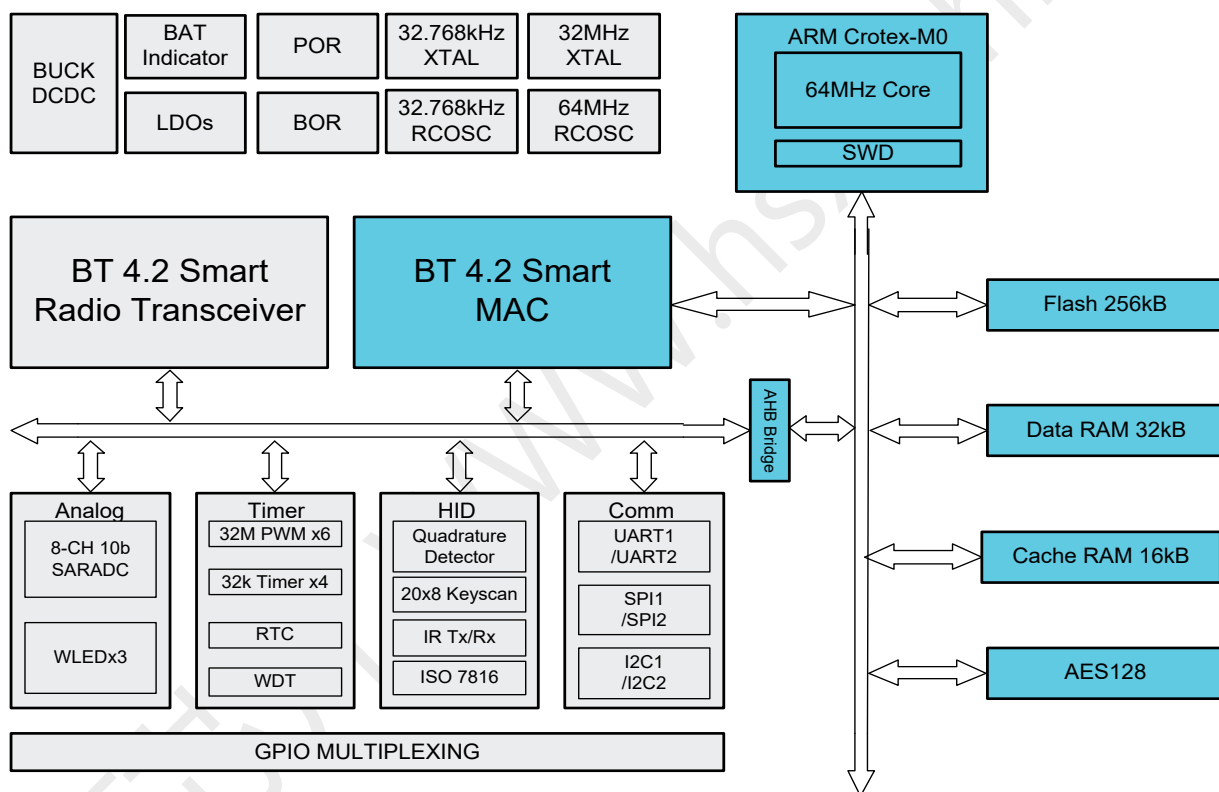 BUCK
DCDC
BAT
Indicator
POR
32.768kHz
XTAL
32MHz
XTAL
LDOs
BOR
32.768kHz
RCOSC
64MHz
RCOSC
ARM Crotex-M0
64MHz Core
SWD
BT 4.2 Smart
Radio Transceiver
BT 4.2 Smart
MAC
Flash 256kB
AHB Bridge
Data RAM 32kB
Cache RAM 16kB
AES128
Analog
8-CH 10b
SARADC
WLEDx3
Timer
32M PWM x6
32k Timer x4
RTC
WDT
HID
Quadrature
Detector
20x8 Keyscan
IR Tx/Rx
ISO 7816
Comm
UART1
/UART2
SPI1
/SPI2
I2C1
/I2C2
GPIO MULTIPLEXING